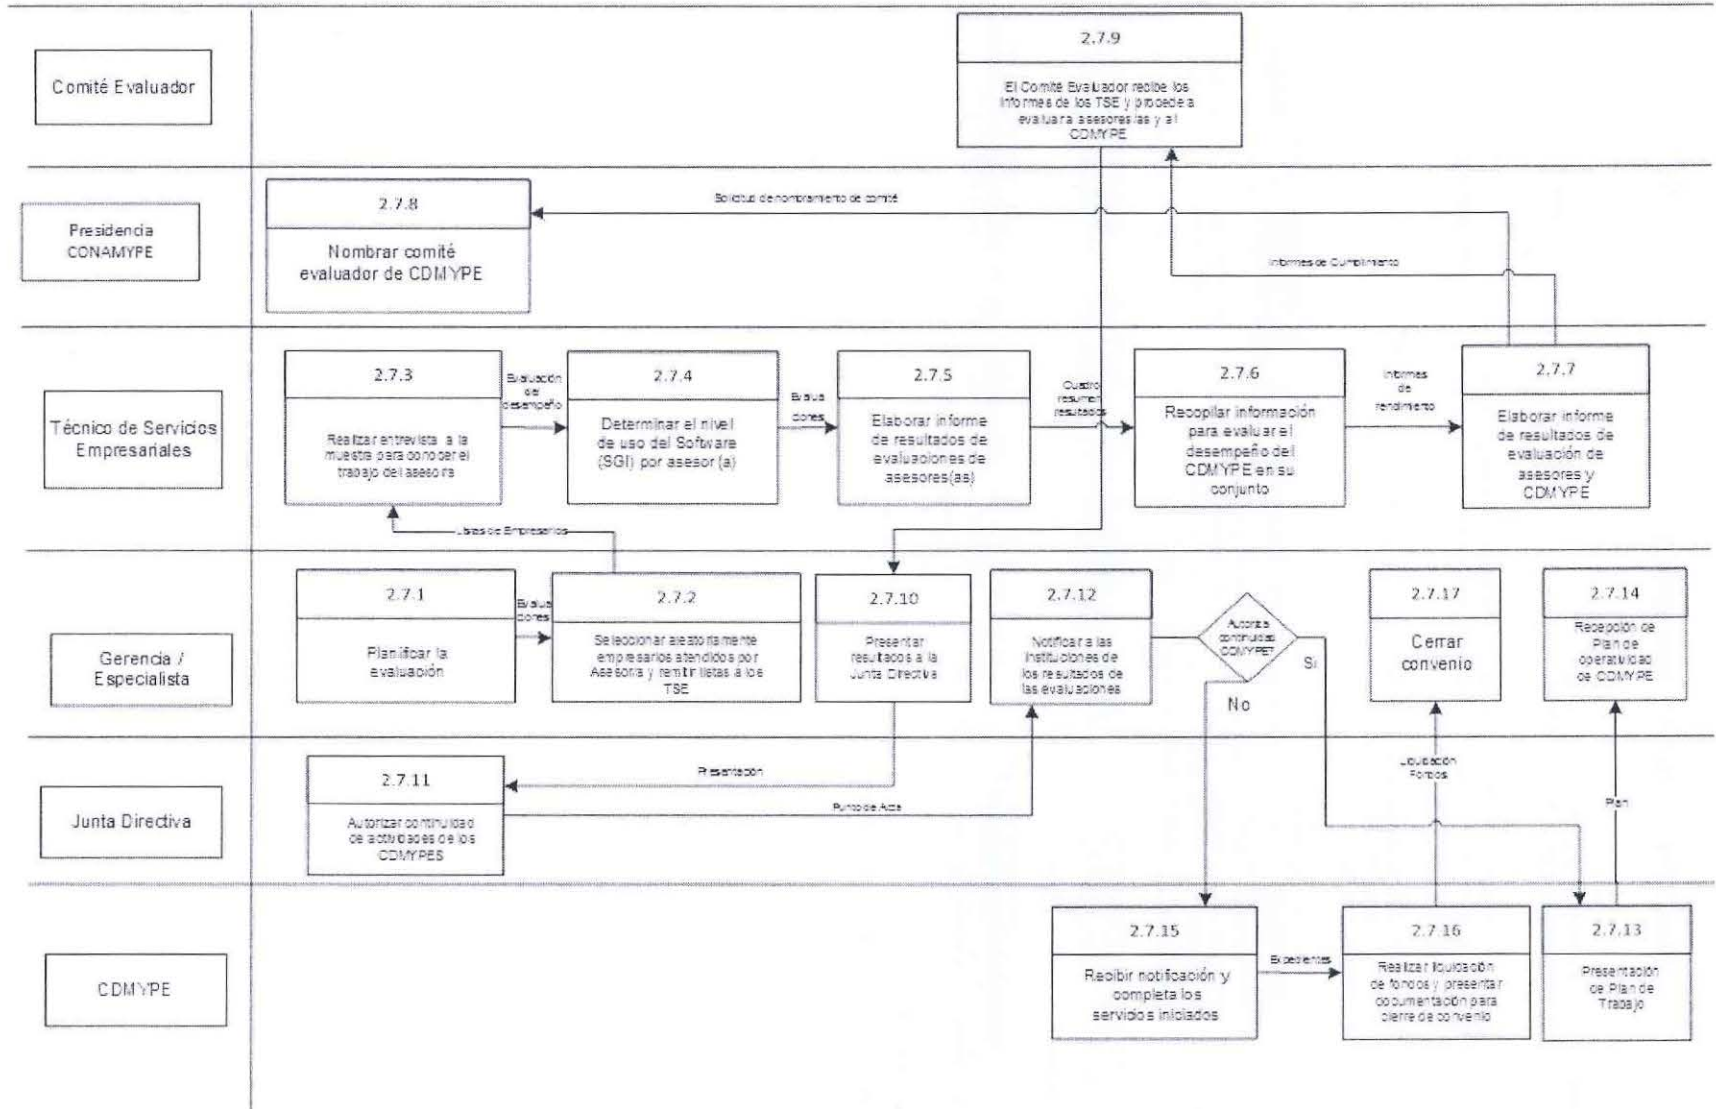 Comité Evaluador
2.7.9
El Comité Evaluador recibe los
informes de los TSE y procede a
evaluar a asesores/as y al
CDMYPE
Presidencia
CONAMYPE
2.7.8
Nombrar comité
evaluador de CDMYPE
Solicitud de nombramiento de comité
Informes de Cumplimiento
Técnico de Servicios
Empresariales
2.7.3
Realizar entrevista a la
muestra para conocer el
trabajo del asesor/a
Evaluación
del
desempeño
2.7.4
Determinar el nivel
de uso del Software
(SGI) por asesor(a)
Evalua
ciones
2.7.5
Elaborar informe
de resultados de
evaluaciones de
asesores(as)
Cuadro
resumen
resultados
2.7.6
Recopilar información
para evaluar el
desempeño del
CDMYPE en su
conjunto
Informes
de
rendimiento
2.7.7
Elaborar informe
de resultados de
evaluación de
asesores y
CDMYPE
Listas de Empresarios
Gerencia /
Especialista
2.7.1
Planificar la
evaluación
Evalua
ciones
2.7.2
Seleccionar aleatoriamente
empresarios atendidos por
Asesor/a y remitir listas a los
TSE
2.7.10
Presentar
resultados a la
Junta Directiva
2.7.12
Notificar a las
instituciones de
los resultados de
las evaluaciones
Autoriza
continuidad
CDMYPE?
Si
No
2.7.17
Cerrar
convenio
2.7.14
Recepción de
Plan de
operatividad
de CDMYPE
Junta Directiva
2.7.11
Autorizar continuidad
de actividades de los
CDMYPES
Presentación
Punto de Acta
Liquidación
Fondos
Plan
CDMYPE
2.7.15
Recibir notificación y
completa los
servicios iniciados
Expedientes
2.7.16
Realizar liquidación
de fondos y presentar
documentación para
cierre de convenio
2.7.13
Presentación
de Plan de
Trabajo